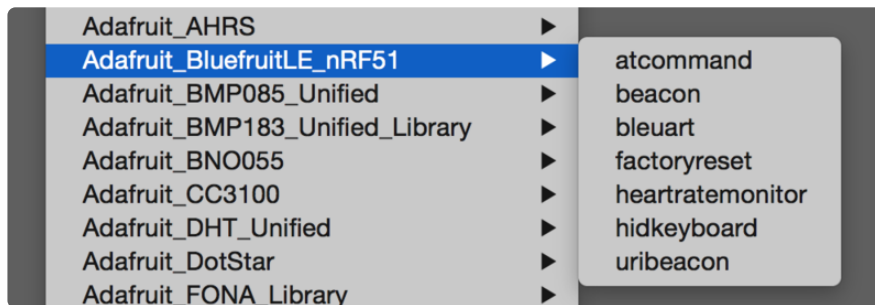 Adafruit_AHRS
Adafruit_BluefruitLE_nRF51
Adafruit_BMP085_Unified
Adafruit_BMP183_Unified_Library
Adafruit_BNO055
Adafruit_CC3100
Adafruit_DHT_Unified
Adafruit_DotStar
Adafruit_FONA_Library
atcommand
beacon
bleuart
factoryreset
heartratemonitor
hidkeyboard
uribeacon